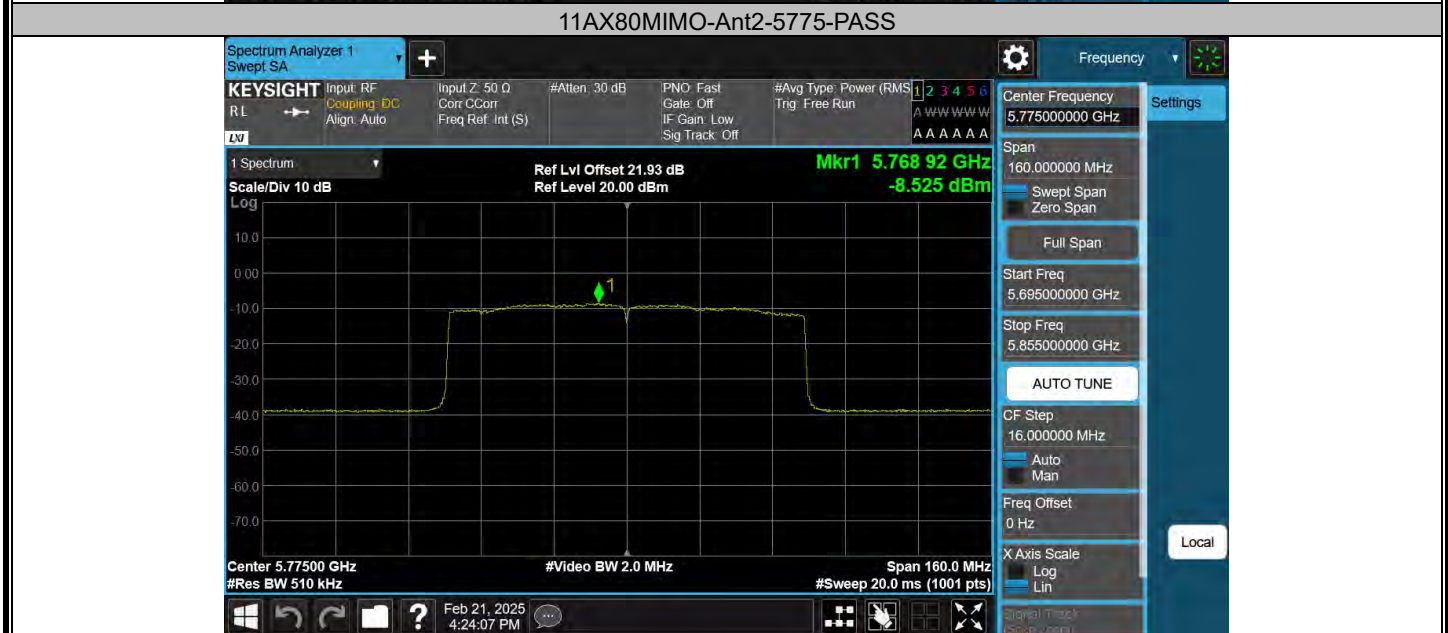 11AX80MIMO-Ant2-5775-PASS
Spectrum Analyzer 1
Swept SA
+
Frequency
KEYSIGHT
RL
LXI
Input: RF
Coupling: DC
Align: Auto
Input Z: 50 Ω
Corr CCorr
Freq Ref: Int (S)
#Atten: 30 dB
PNO: Fast
Gate: Off
IF Gain: Low
Sig Track: Off
#Avg Type: Power (RMS
Trig: Free Run
1 2 3 4 5 6
A W W W W W
A A A A A A
1 Spectrum
Scale/Div 10 dB
Log
Ref Lvl Offset 21.93 dB
Ref Level 20.00 dBm
Mkr1 5.768 92 GHz
-8.525 dBm
10.0
0.00
-10.0
-20.0
-30.0
-40.0
-50.0
-60.0
-70.0
1
Center 5.77500 GHz
#Res BW 510 kHz
#Video BW 2.0 MHz
Span 160.0 MHz
#Sweep 20.0 ms (1001 pts)
Center Frequency
5.775000000 GHz
Settings
Span
160.000000 MHz
Swept Span
Zero Span
Full Span
Start Freq
5.695000000 GHz
Stop Freq
5.855000000 GHz
AUTO TUNE
CF Step
16.000000 MHz
Auto
Man
Freq Offset
0 Hz
X Axis Scale
Log
Lin
Signal Track
Local
?
Feb 21, 2025
4:24:07 PM